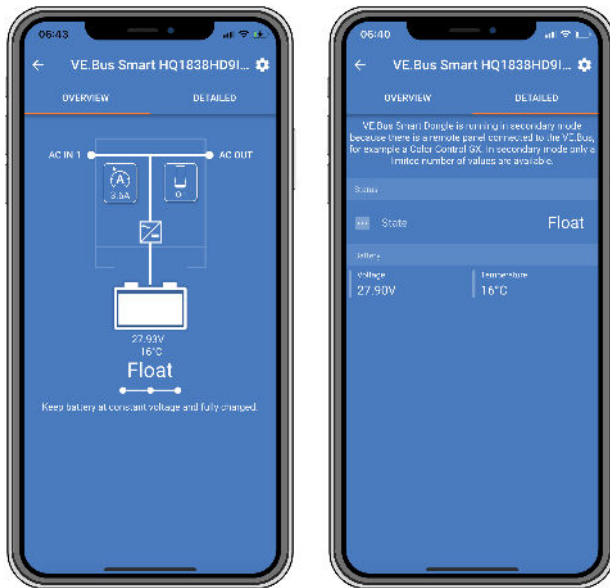 06:43
VE.Bus Smart HQ1838HD9I...
OVERVIEW DETAILED
AC IN 1 AC OUT
3.5A
27.93V
16°C
Float
Keep battery at constant voltage and fully charged.
06:40
VE.Bus Smart HQ1838HD9I...
OVERVIEW DETAILED
VE.Bus Smart Dongle is running in secondary mode
because there is a remote panel connected to the VE.Bus,
for example a Color Control GX. In secondary mode only a
limited number of values are available.
Status
State Float
Battery
Voltage Temperature
27.90V 16°C